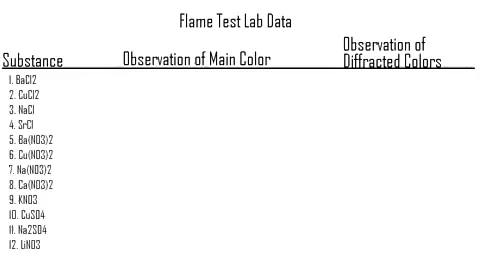 Flame Test Lab Data
Substance Observation of Main Color Observation of Diffracted Colors
1. BaCl2
2. CuCl2
3. NaCl
4. SrCl
5. Ba(NO3)2
6. Cu(NO3)2
7. Na(NO3)2
8. Ca(NO3)2
9. KNO3
10. CuSO4
11. Na2SO4
12. LiNO3